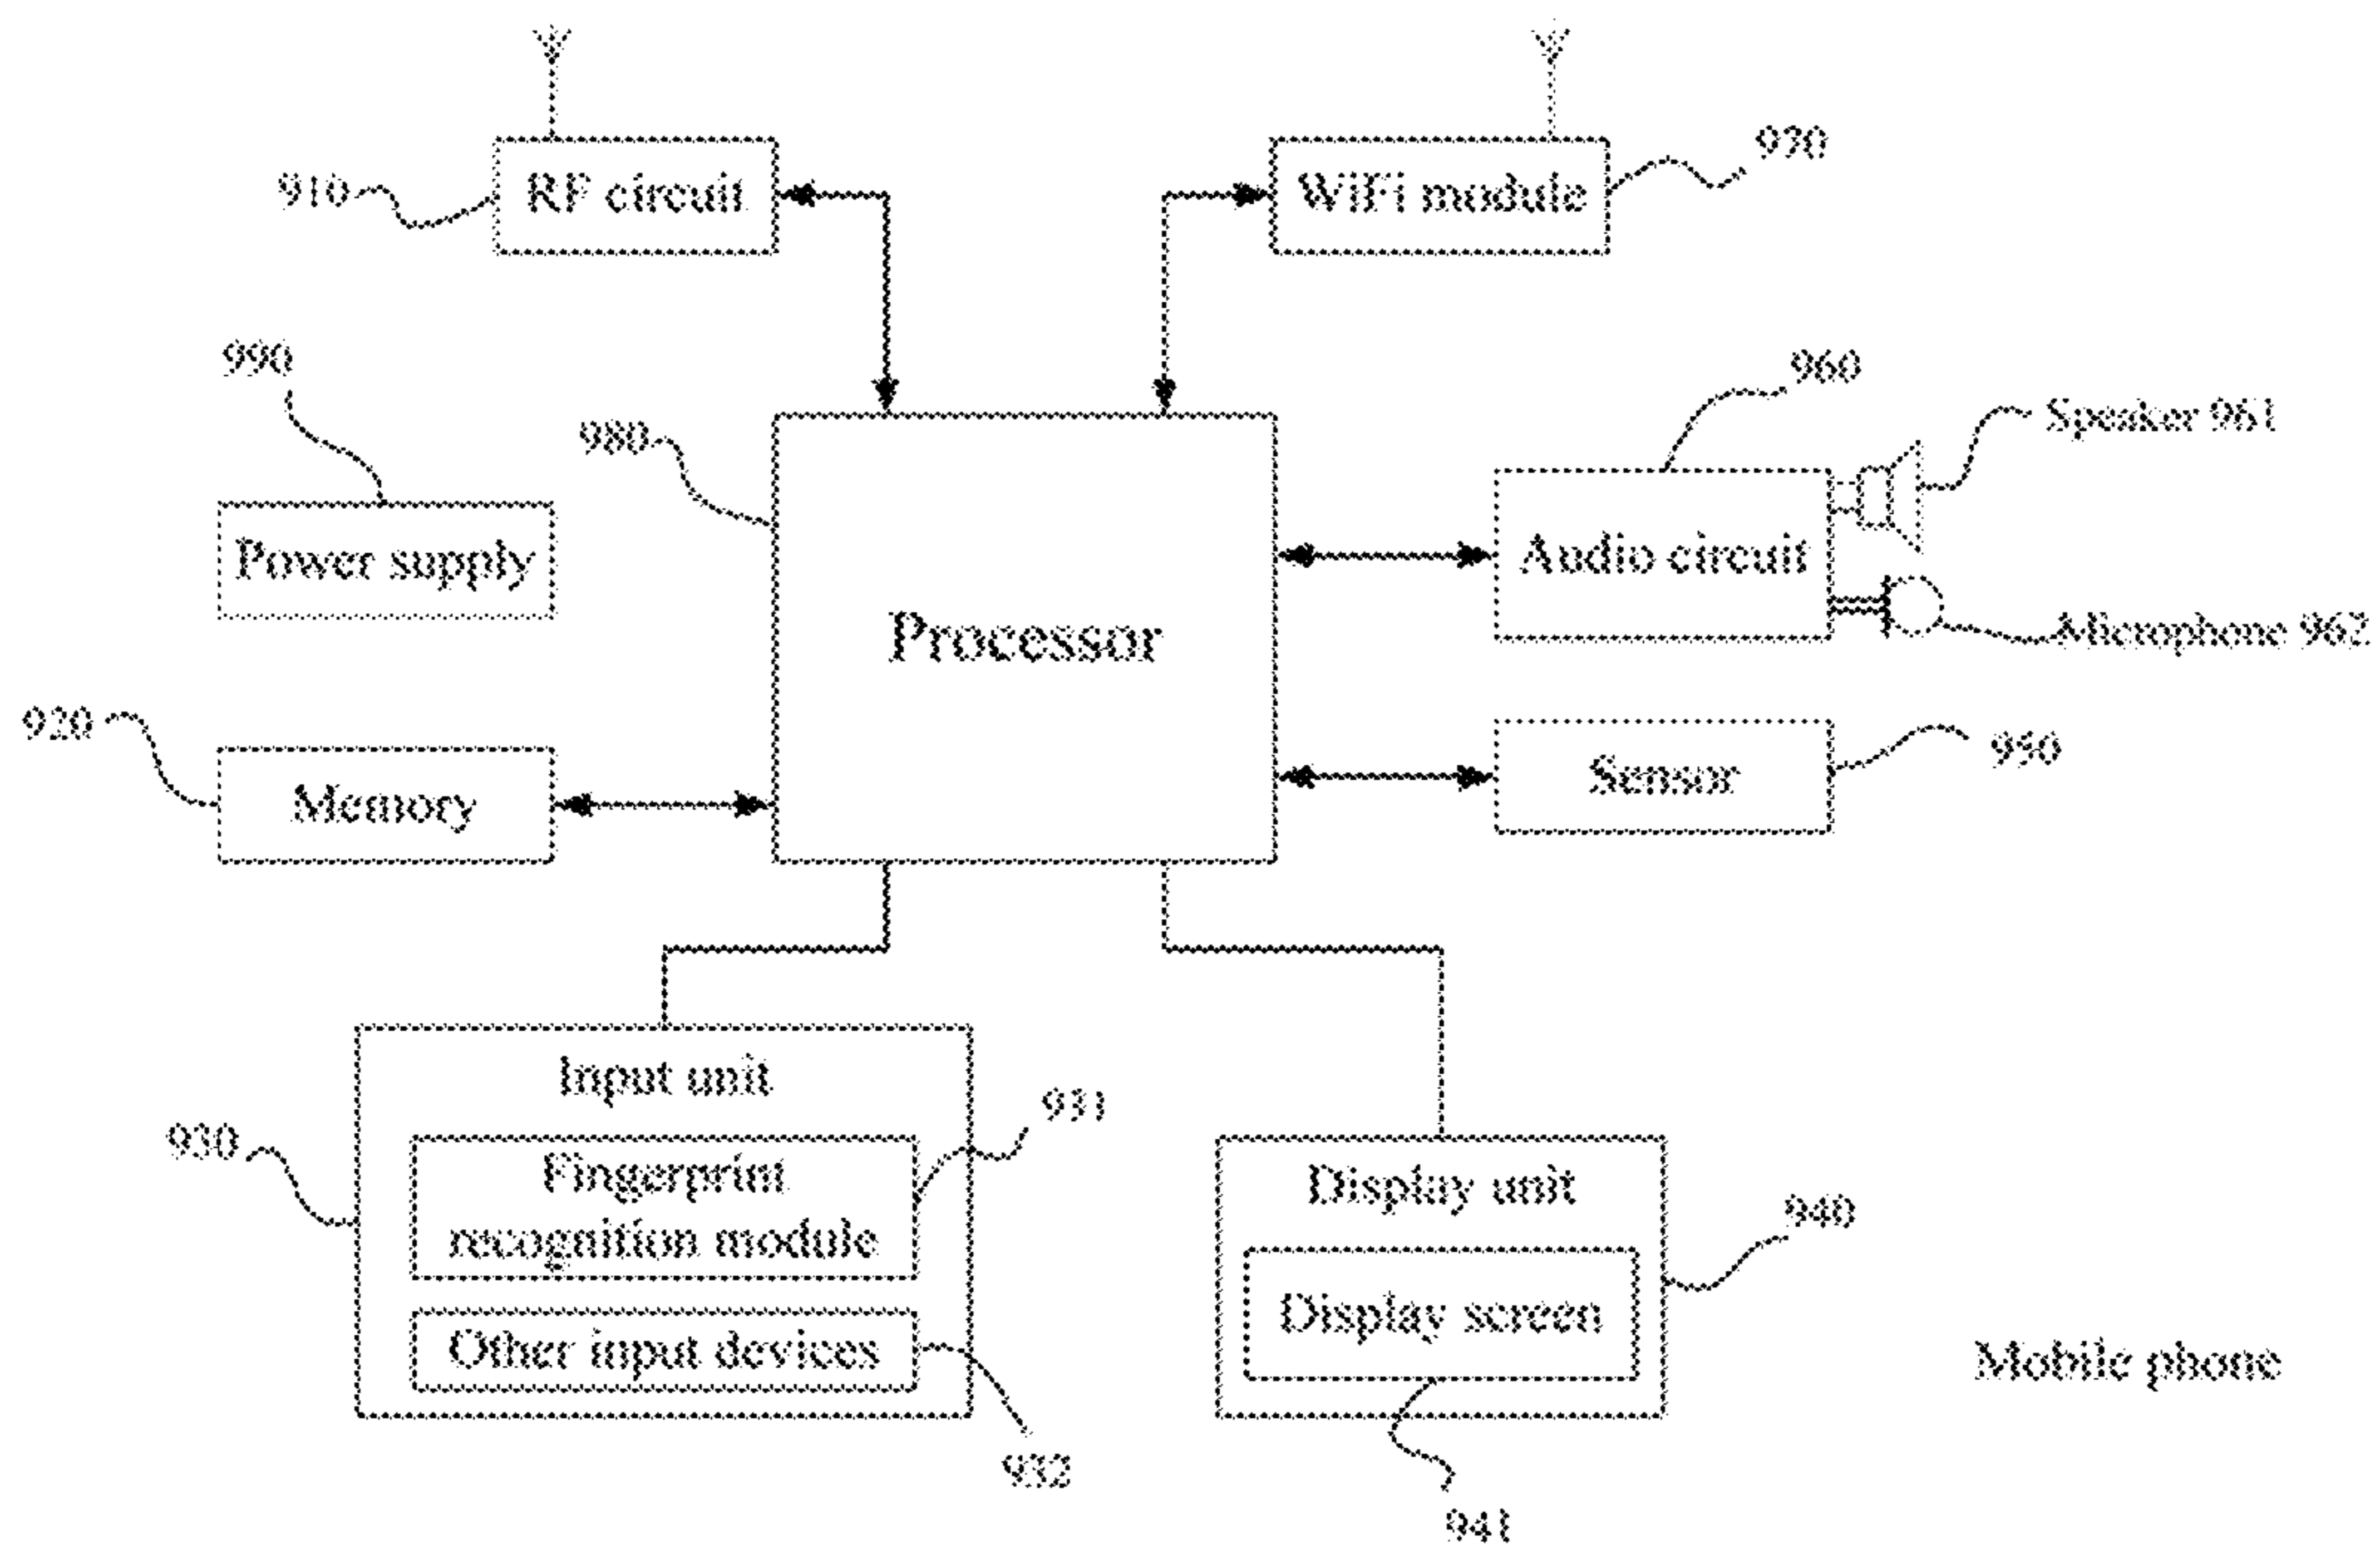 910
RF circuit
WiFi module
970
990
980
960
Speaker 961
Power supply
Processor
Audio circuit
Microphone 962
920
Memory
Sensor
950
930
Input unit
931
Fingerprint
recognition module
Other input devices
932
Display unit
940
Display screen
941
Mobile phone